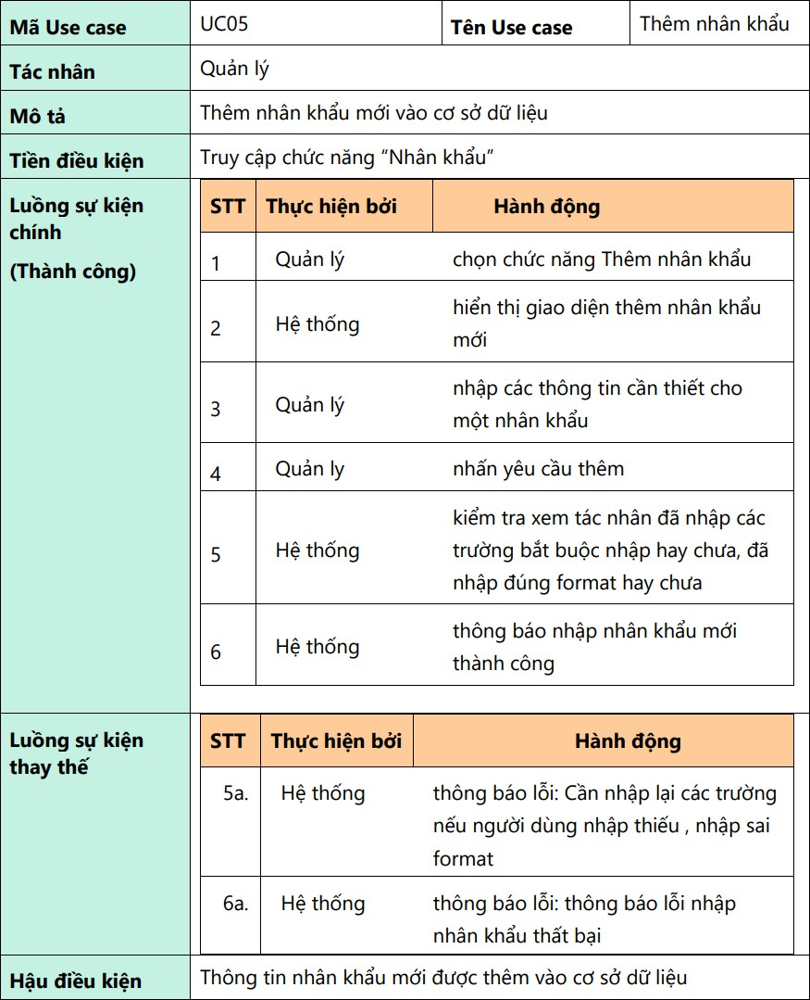 Mã Use case UC05 Tên Use case Thêm nhân khẩu
Tác nhân Quản lý
Mô tả Thêm nhân khẩu mới vào cơ sở dữ liệu
Tiền điều kiện Truy cập chức năng “Nhân khẩu”
Luồng sự kiện
chính
(Thành công)
STT Thực hiện bởi Hành động
1 Quản lý chọn chức năng Thêm nhân khẩu
2 Hệ thống hiển thị giao diện thêm nhân khẩu
mới
3 Quản lý nhập các thông tin cần thiết cho
một nhân khẩu
4 Quản ly nhấn yêu cầu thêm
5 Hệ thống kiểm tra xem tác nhân đã nhập các
trường bắt buộc nhập hay chưa, đã
nhập đúng format hay chưa
6 Hệ thống thông báo nhập nhân khẩu mới
thành công
Luồng sự kiện
thay thế
STT Thực hiện bởi Hành động
5a. Hệ thống thông báo lỗi: Cần nhập lại các trường
nếu người dùng nhập thiếu , nhập sai
format
6a. Hệ thống thông báo lỗi: thông báo lỗi nhập
nhân khẩu thất bại
Hậu điều kiện Thông tin nhân khẩu mới được thêm vào cơ sở dữ liệu